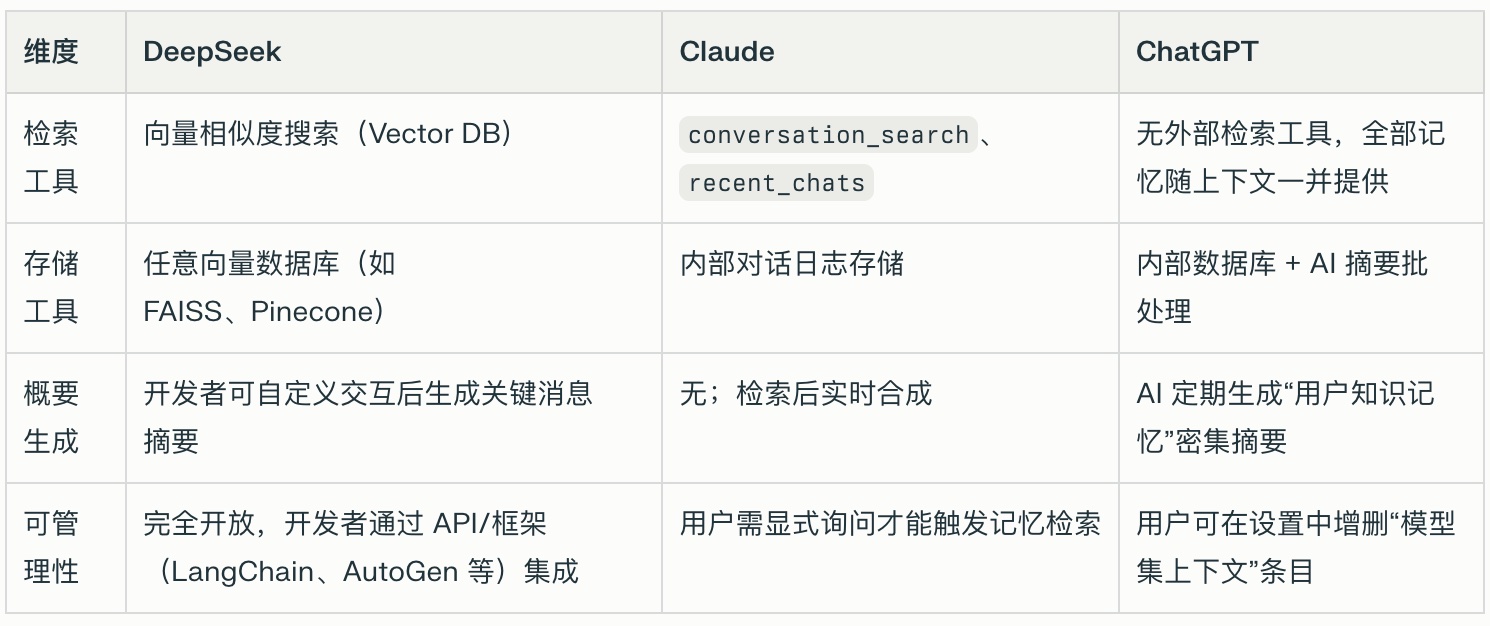 维度 DeepSeek Claude ChatGPT
检索 向量相似度搜索（Vector DB） conversation_search、 无外部检索工具，全部记
工具 recent_chats 忆随上下文一并提供
存储 任意向量数据库（如 内部对话日志存储 内部数据库 + AI 摘要批
工具 FAISS、Pinecone） 处理
概要 开发者可自定义交互后生成关键消息 无；检索后实时合成 AI 定期生成“用户知识记
生成 摘要 忆”密集摘要
可管 完全开放，开发者通过 API/框架 用户需显式询问才能触发记忆检索 用户可在设置中增删“模型
理性 （LangChain、AutoGen 等）集成 集上下文”条目